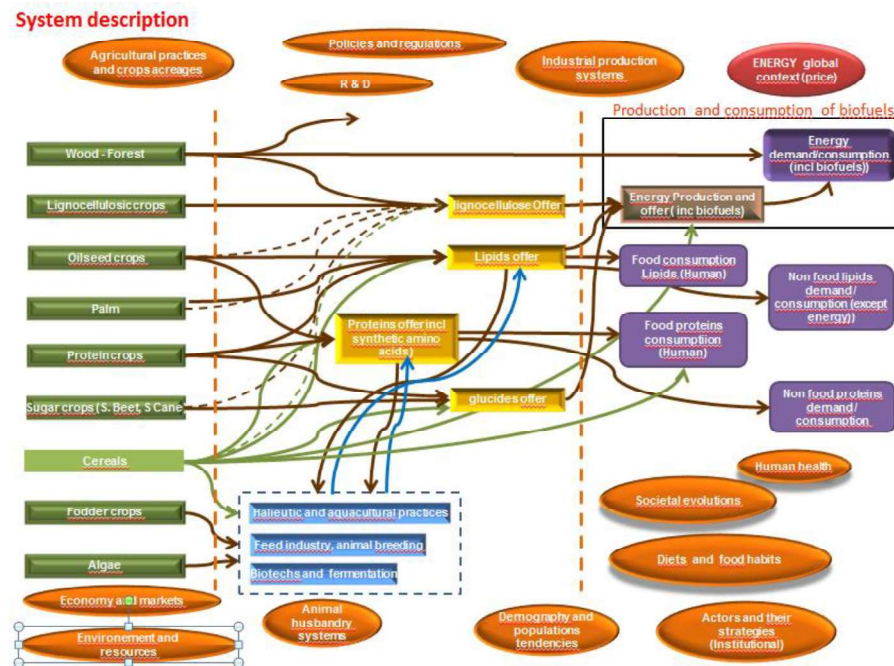 System description
Agricultural practices
and crops acreages
Policies and regulations
R & D
Industrial production
systems
ENERGY global
context (price)
Production and consumption of biofuels
Wood - Forest
Energy
demand/consumption
(incl biofuels))
Lignocellulosic crops
lignocellulose Offer
Energy Production and
offer ( inc biofuels)
Oilseed crops
Lipids offer
Food consumption
Lipids (Human)
Non food lipids
demand /
consumption (except
energy))
Palm
Proteins offer incl
synthetic amino
acids)
Food proteins
consumptiion
(Human)
Protein crops
Sugar crops ( S. Beet, S Cane
glucides offer
Non food proteins
demand /
consumption
Cereals
Human health
Societal evolutions
Fodder crops
Halieutic and aquacultural practices
Feed industry, animal breeding
Biotechs and fermentation
Algae
Diets and food habits
Economy and markets
Environement and
resources
Animal
husbandry
systems
Demography and
populations
tendencies
Actors and their
strategies
(Institutional)